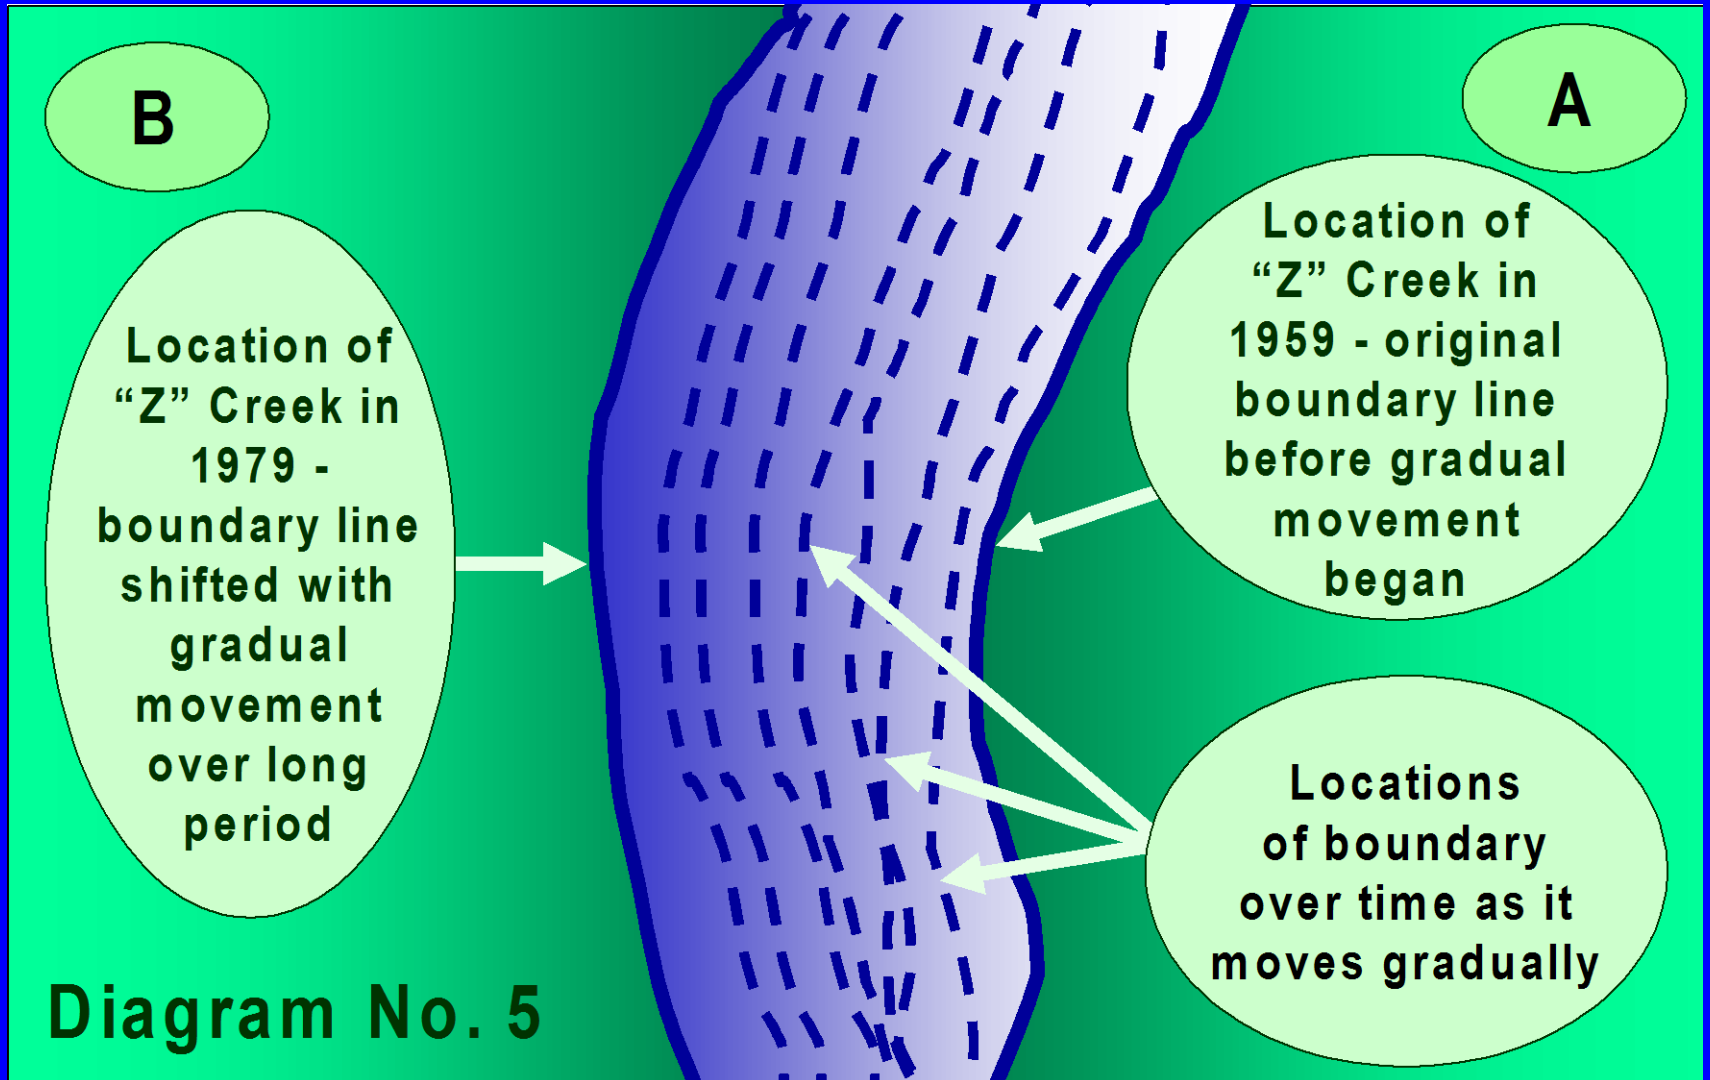 B
A
Location of
“Z” Creek in
1959 - original
boundary line
before gradual
movement
began
Location of
“Z” Creek in
1979 -
boundary line
shifted with
gradual
movement
over long
period
Locations
of boundary
over time as it
moves gradually
Diagram No. 5